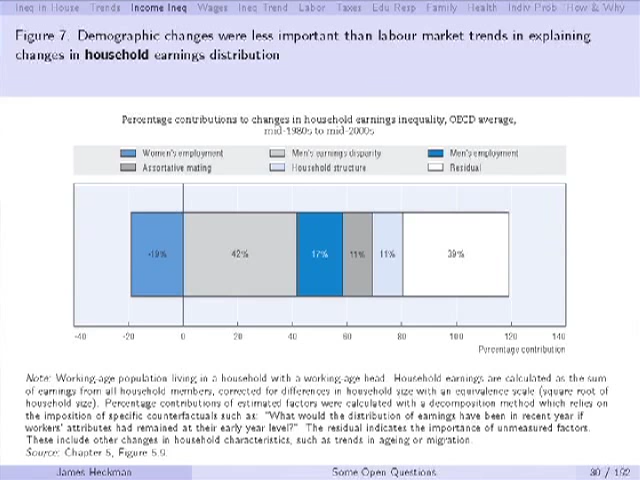 Ineq in House Trends Income Ineq Wages Ineq Trend Labor Taxes Edu Resp Family Health Indiv Prob "How & Why
Figure 7. Demographic changes were less important than labour market trends in explaining
changes in household earnings distribution
Percentage contributions to changes in household earnings inequality, OECD average,
mid-1980s to mid-2000s
Women's employment Men's earnings disparity Men's employment
Assortative mating Household structure Residual
-19% 42% 17% 11% 11% 39%
-40 -20 0 20 40 60 80 100 120 140
Percentage contribution
Note: Working-age population living in a household with a working-age head. Household earnings are calculated as the sum
of earnings from all household members, corrected for differences in household size with an equivalence scale (square root of
household size). Percentage contributions of estimated factors were calculated with a decomposition method which relies on
the imposition of specific counterfactuals such as: "What would the distribution of earnings have been in recent year if
workers' attributes had remained at their early year level?" The residual indicates the importance of unmeasured factors.
These include other changes in household characteristics, such as trends in ageing or migration.
Source: Chapter 5, Figure 5.9.
James Heckman Some Open Questions 30 / 192